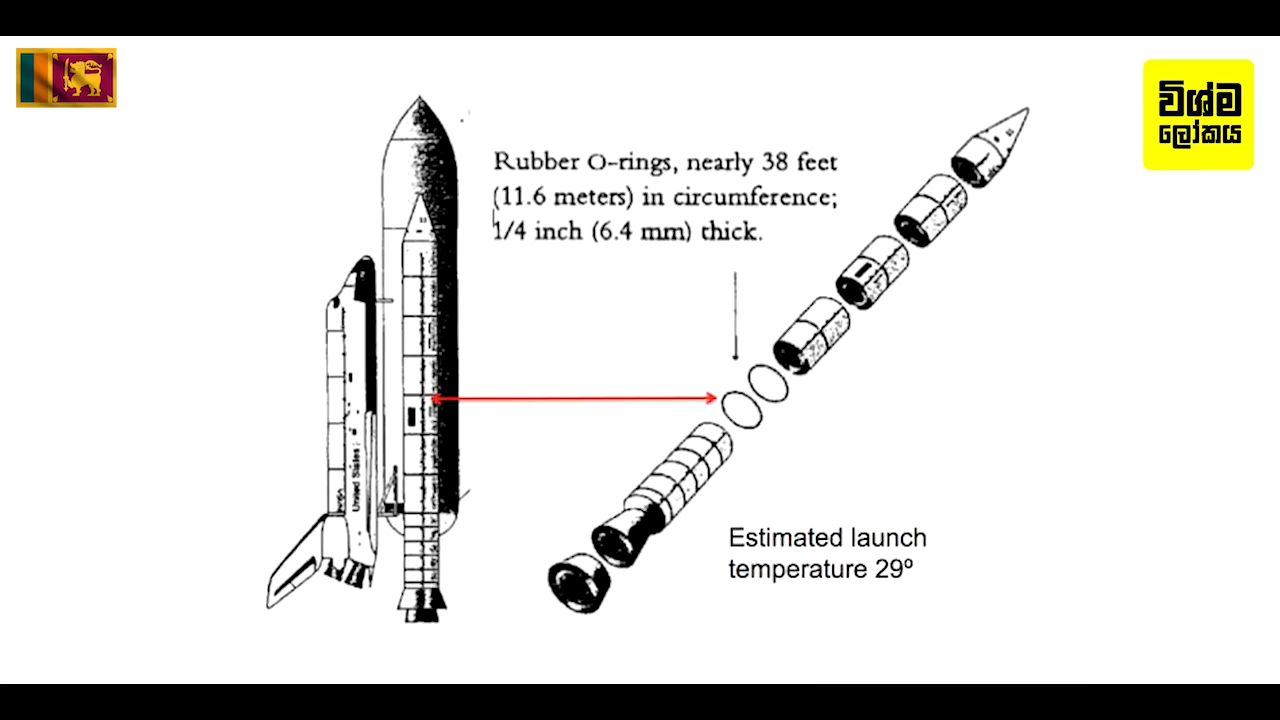 විශ්ම
ලෝකය
Rubber O-rings, nearly 38 feet
(11.6 meters) in circumference;
1/4 inch (6.4 mm) thick.
United States
NASA
Estimated launch
temperature 29º